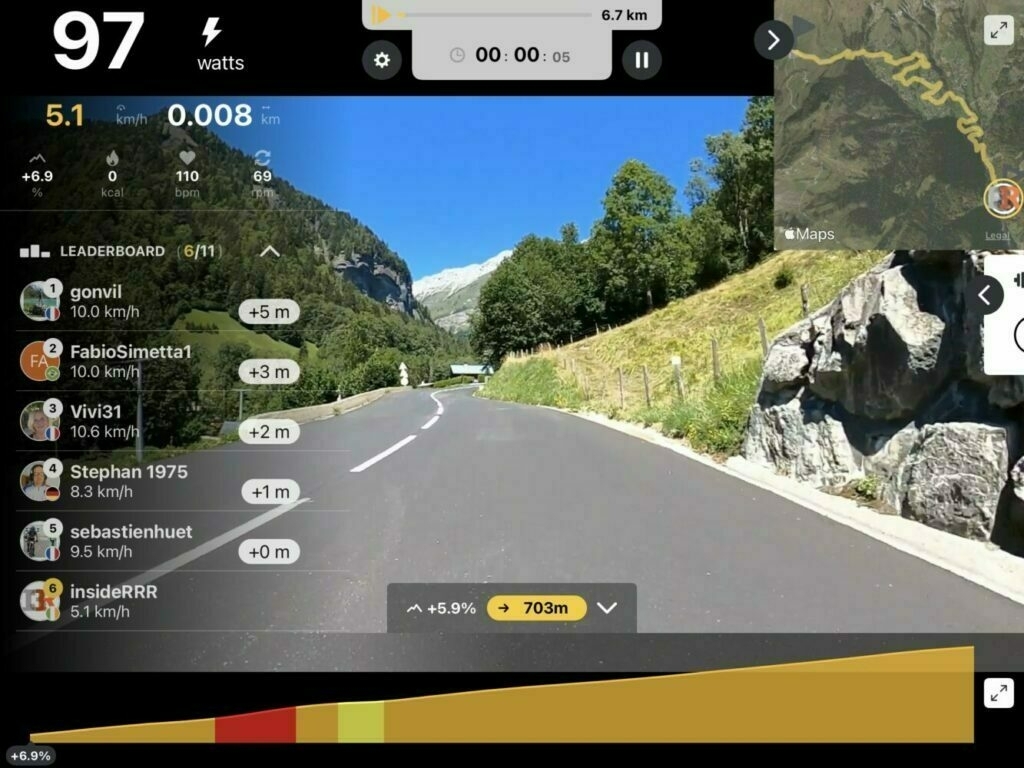 97
watts
6.7 km
00: 00: 05
5.1 km/h 0.008 km
+6.9 0 110 69
% kcal bpm rpm
LEADERBOARD (6/11)
1 gonvil
10.0 km/h +5 m
FA 2 FabioSimetta1
10.0 km/h +3 m
3 Vivi31
10.6 km/h +2 m
4 Stephan 1975
8.3 km/h +1 m
5 sebastienhuet
9.5 km/h +0 m
6 insideRRR
5.1 km/h
Maps
Legal
+5.9% → 703m
+6.9%